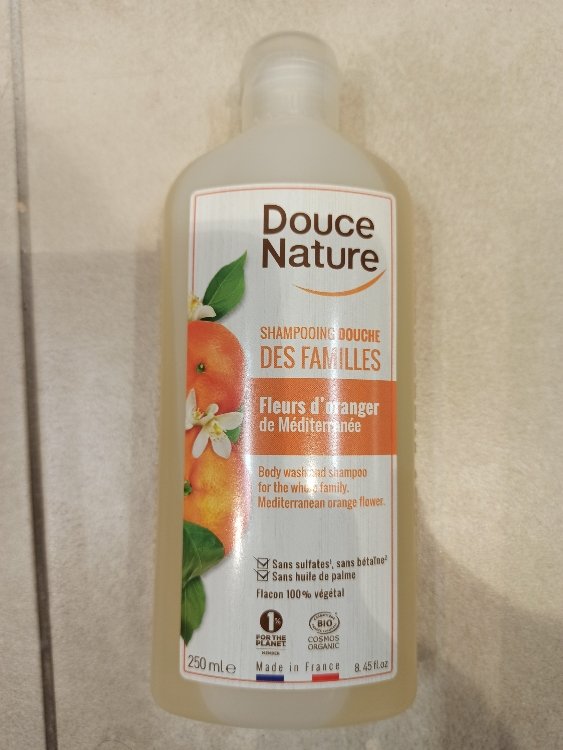 Douce
Nature
SHAMPOOING DOUCHE
DES FAMILLES
Fleurs d'oranger
de Méditerranée
Body wash and shampoo
for the whole family.
Mediterranean orange flower.
Sans sulfates¹, sans bétaïne²
Sans huile de palme
Flacon 100% végétal
1%
FOR THE
PLANET
MEMBER
BIO
COSMOS
ORGANIC
250 ml e
Made in France
8.45 fl.oz